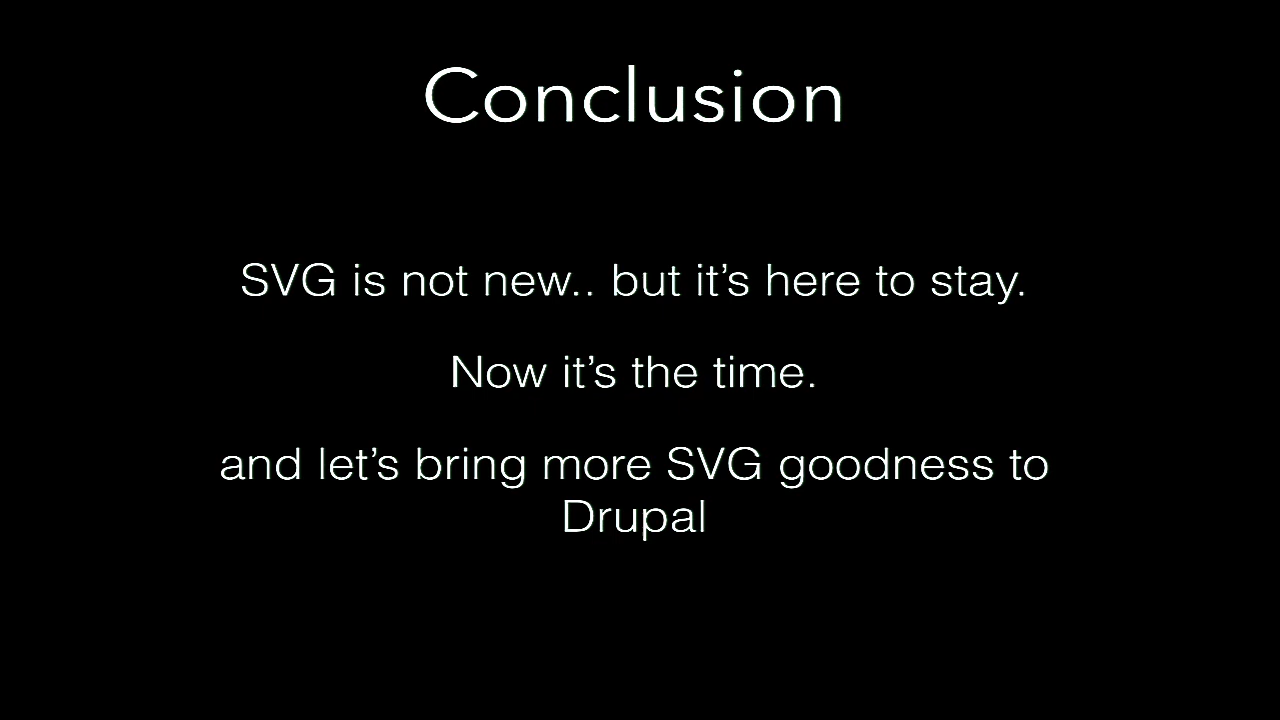 Conclusion
SVG is not new.. but it’s here to stay.
Now it’s the time.
and let’s bring more SVG goodness to
Drupal